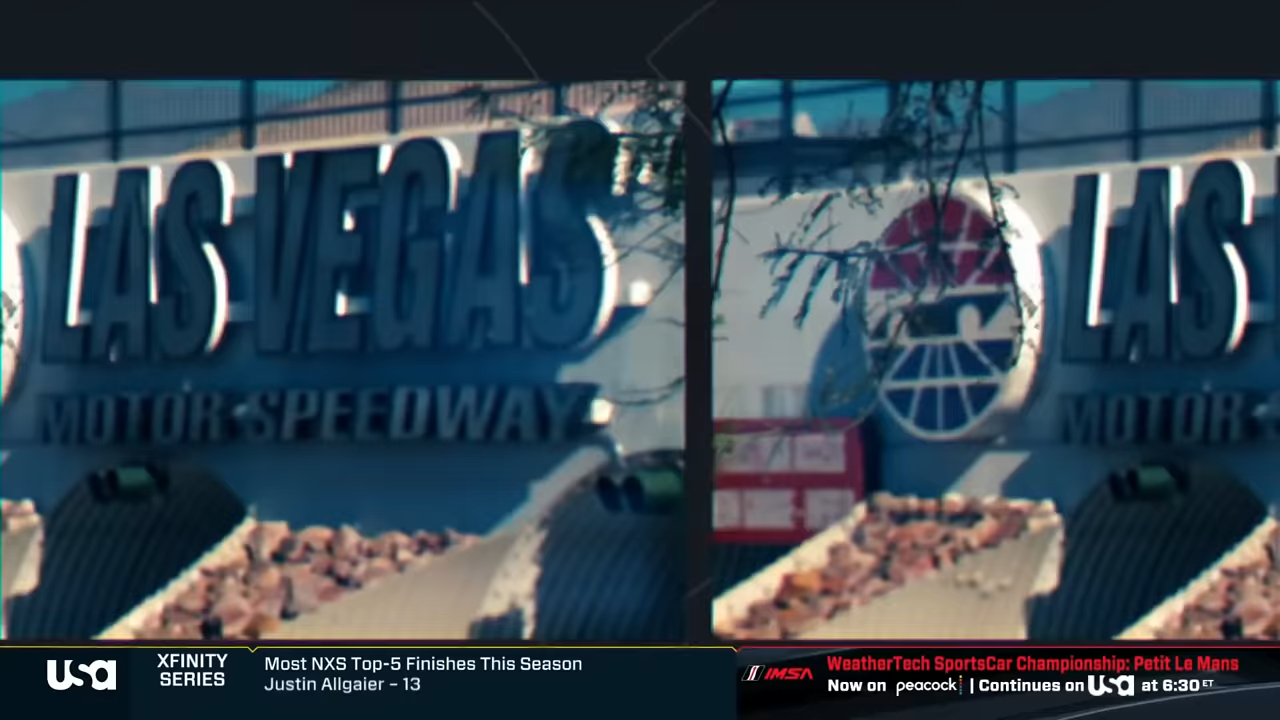 LAS VEGAS
MOTOR SPEEDWAY
LAS
MOTOR
usa
XFINITY
SERIES
Most NXS Top-5 Finishes This Season
Justin Allgaier – 13
IMSA
WeatherTech SportsCar Championship: Petit Le Mans
Now on peacock | Continues on usa at 6:30 ET